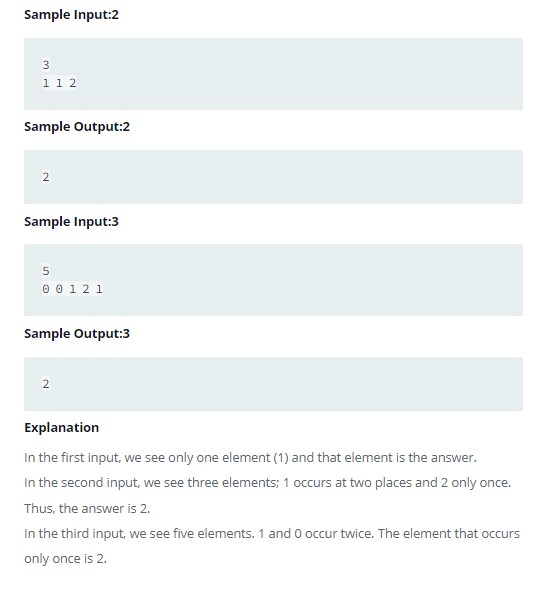 Sample Input:2
3
1 1 2
Sample Output:2
2
Sample Input:3
5
0 0 1 2 1
Sample Output:3
2
Explanation
In the first input, we see only one element (1) and that element is the answer.
In the second input, we see three elements; 1 occurs at two places and 2 only once.
Thus, the answer is 2.
In the third input, we see five elements. 1 and 0 occur twice. The element that occurs
only once is 2.